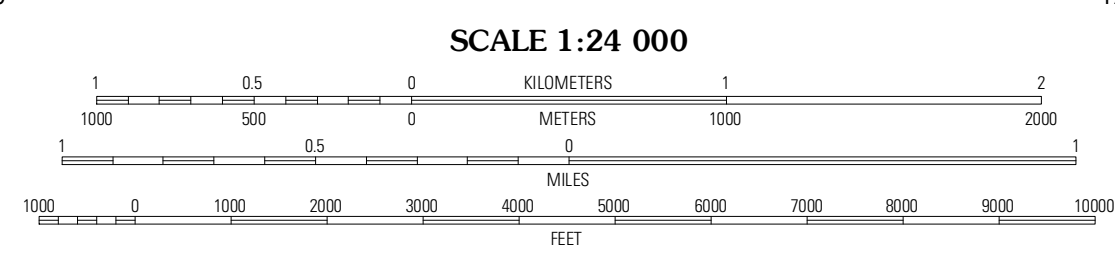 SCALE 1:24 000
1 0.5 0 KILOMETERS 1 2
1000 500 0 METERS 1000 2000
1 0.5 0 1
MILES
1000 0 1000 2000 3000 4000 5000 6000 7000 8000 9000 10000
FEET